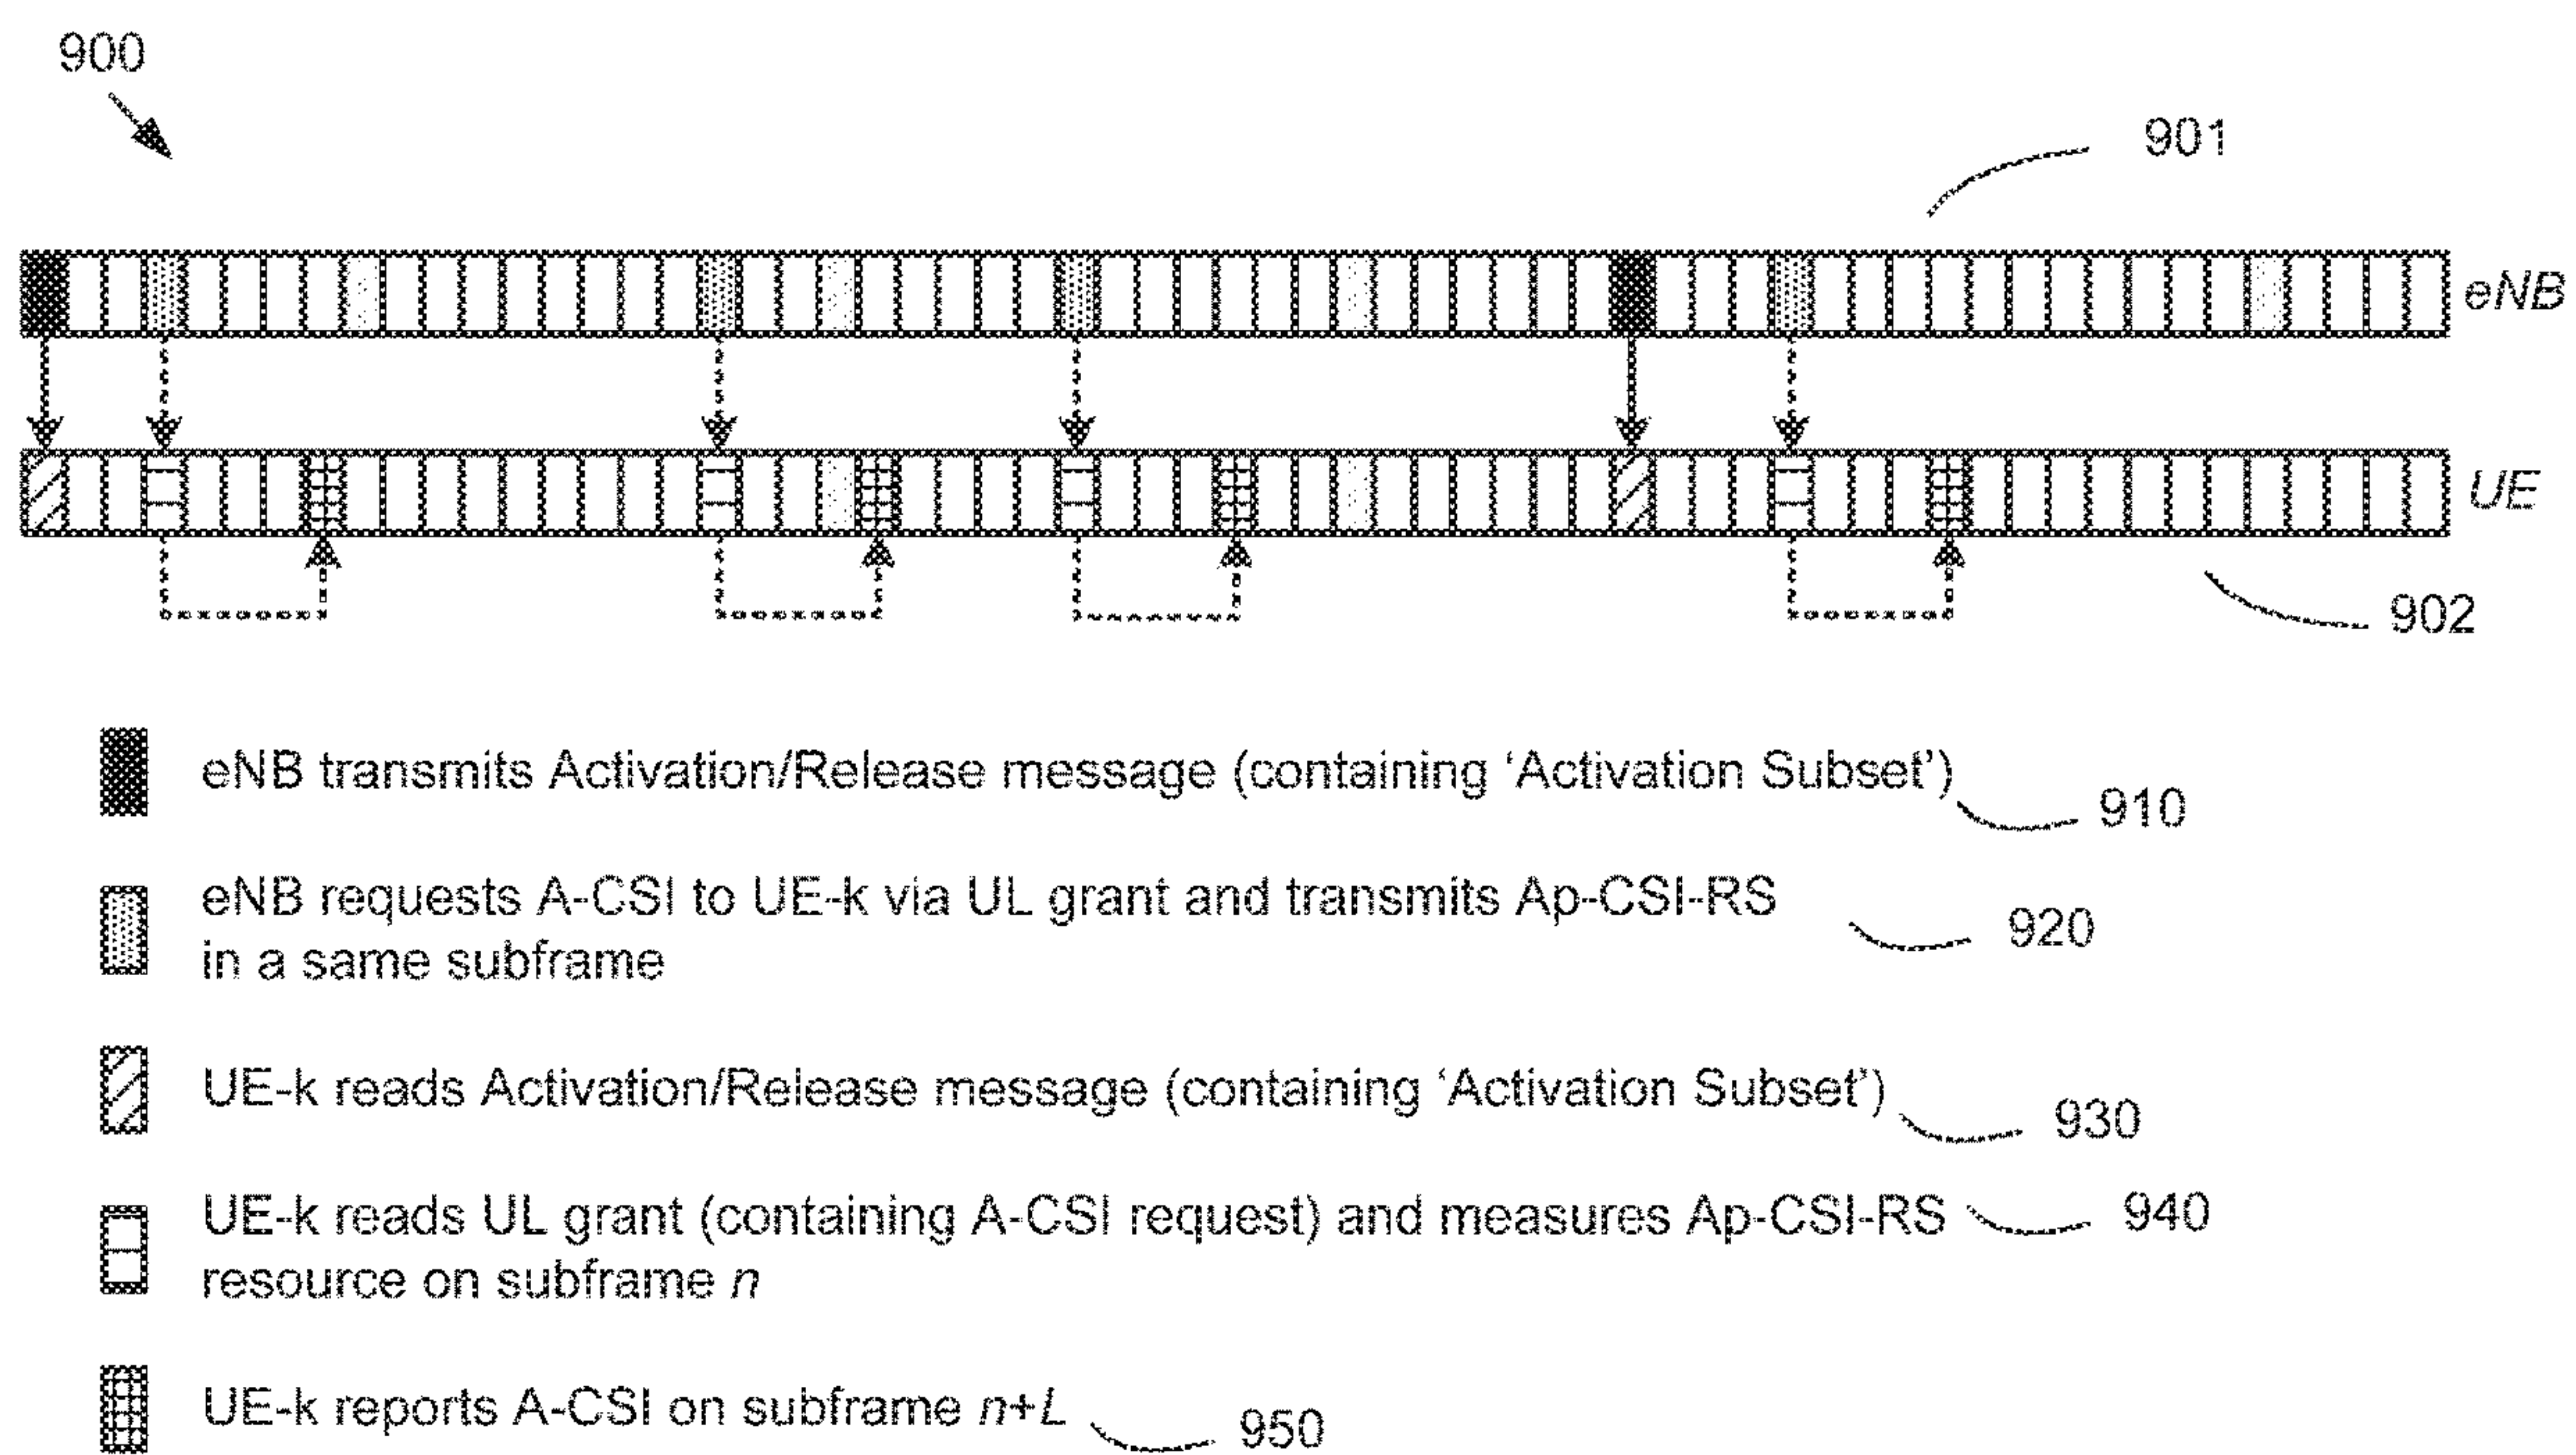 900
901
eNB
UE
902
eNB transmits Activation/Release message (containing ‘Activation Subset’)
910
eNB requests A-CSI to UE-k via UL grant and transmits Ap-CSI-RS
in a same subframe
920
UE-k reads Activation/Release message (containing ‘Activation Subset’)
930
UE-k reads UL grant (containing A-CSI request) and measures Ap-CSI-RS
resource on subframe n
940
UE-k reports A-CSI on subframe n+L
950